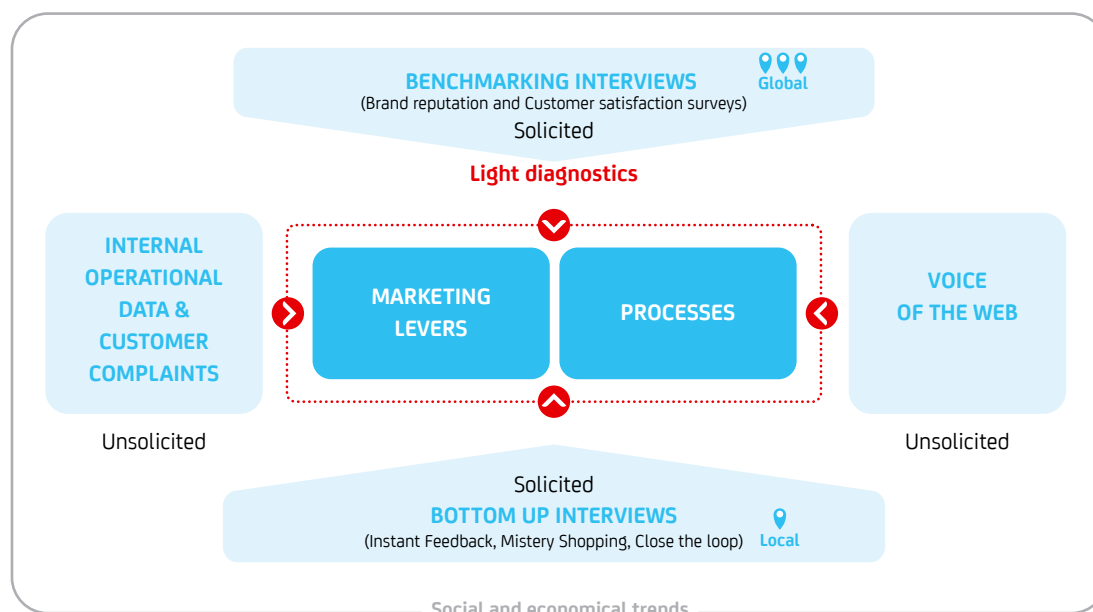 BENCHMARKING INTERVIEWS
Global
(Brand reputation and Customer satisfaction surveys)
Solicited
Light diagnostics
INTERNAL
OPERATIONAL
DATA &
CUSTOMER
COMPLAINTS
Unsolicited
MARKETING
LEVERS
PROCESSES
VOICE
OF THE WEB
Unsolicited
Solicited
BOTTOM UP INTERVIEWS
(Instant Feedback, Mistery Shopping, Close the loop)
Local
Social and economical trends